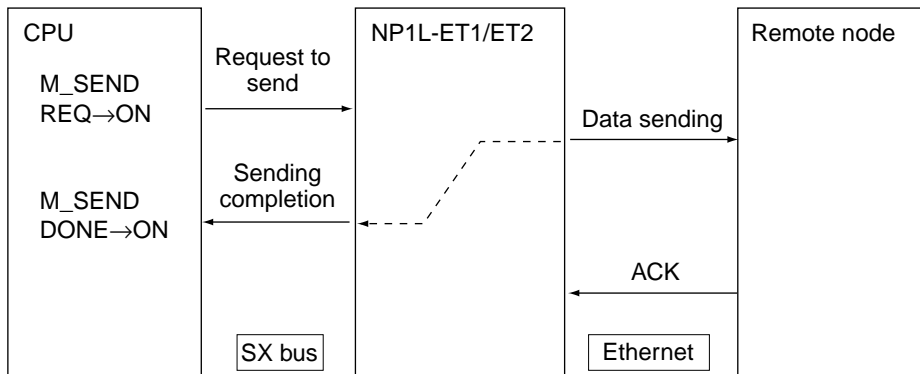 CPU
NP1L-ET1/ET2
Remote node
Request to
send
M_SEND
REQ→ON
Data sending
Sending
completion
M_SEND
DONE→ON
ACK
SX bus
Ethernet